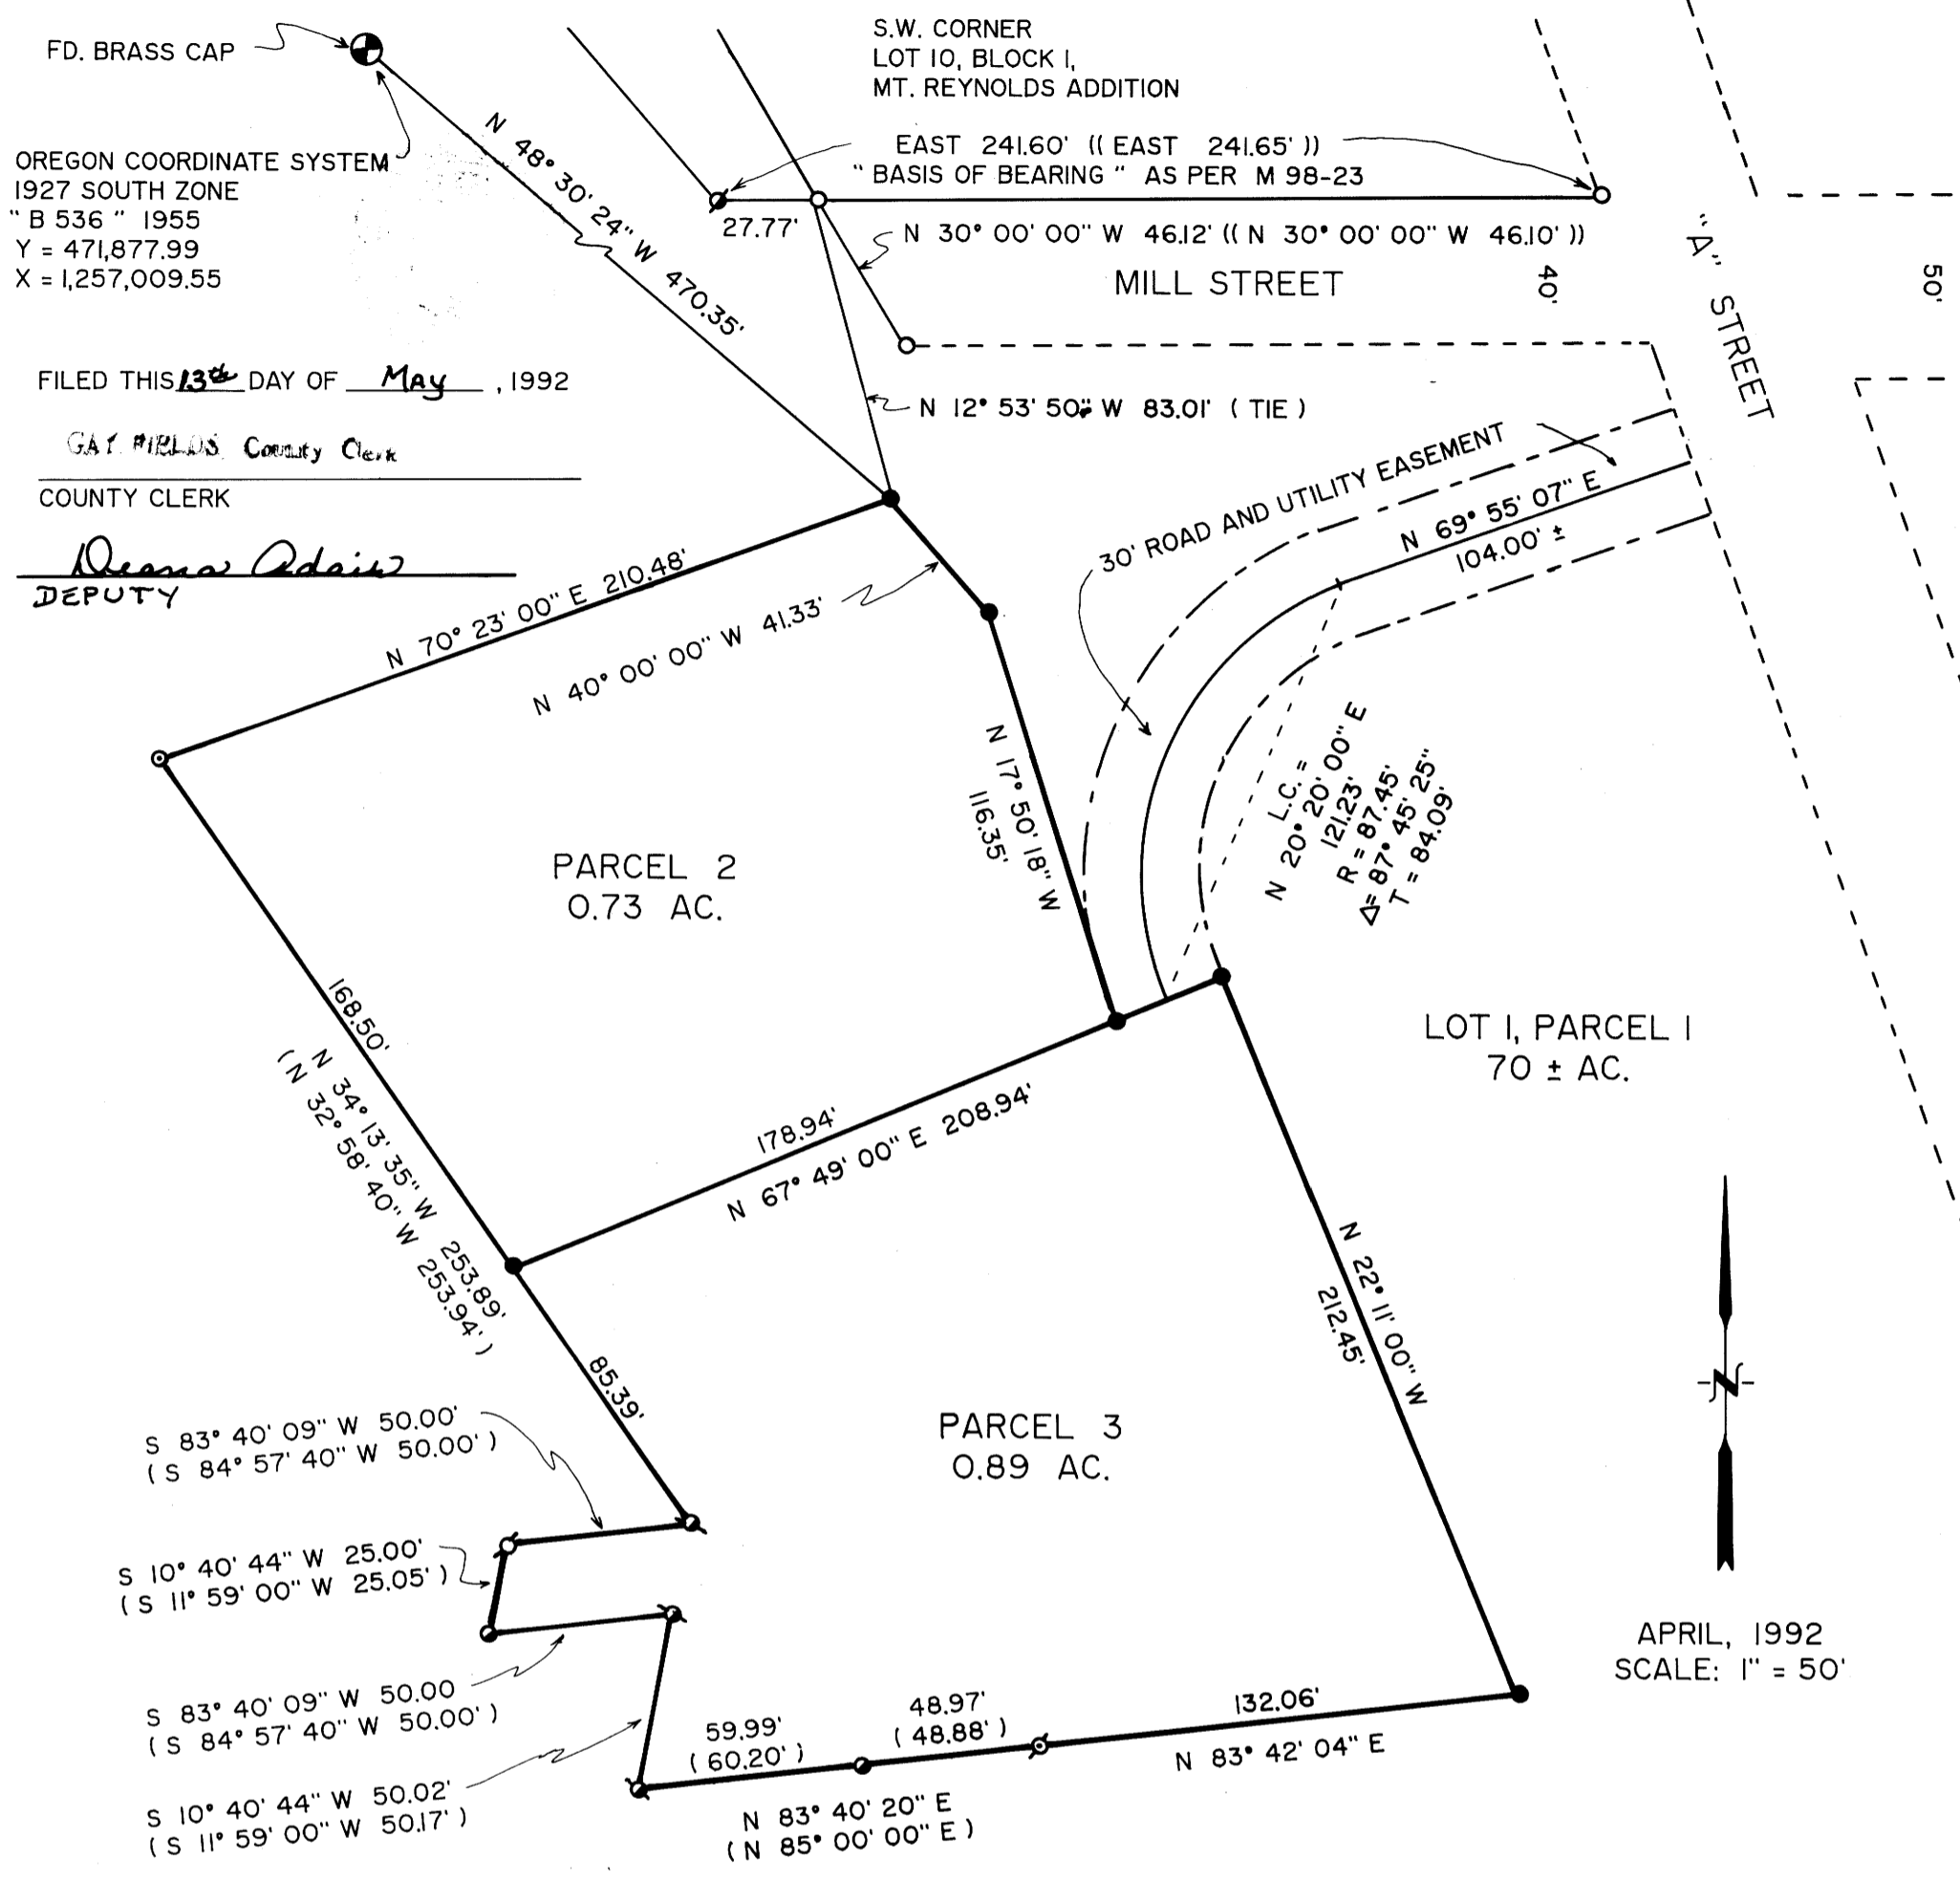 FD. BRASS CAP
S.W. CORNER
LOT 10, BLOCK 1,
MT. REYNOLDS ADDITION
OREGON COORDINATE SYSTEM
1927 SOUTH ZONE
" B 536 " 1955
Y = 471,877.99
X = 1,257,009.55
N 48° 30' 24" W 470.35'
EAST 241.60' (( EAST 241.65' ))
" BASIS OF BEARING " AS PER M 98-23
27.77'
N 30° 00' 00" W 46.12' (( N 30° 00' 00" W 46.10' ))
MILL STREET
40'
"A" STREET
50'
FILED THIS 13th DAY OF May , 1992
GAY FIELDS County Clerk
COUNTY CLERK
Deana Adair
DEPUTY
N 12° 53' 50" W 83.01' ( TIE )
30' ROAD AND UTILITY EASEMENT
N 69° 55' 07" E
104.00' ±
N 70° 23' 00" E 210.48'
N 40° 00' 00" W 41.33'
N 17° 50' 18" W
116.35'
L.C. =
N 20° 20' 00" E
121.23'
R = 87.45'
Δ= 87° 45' 25"
T = 84.09'
PARCEL 2
0.73 AC.
LOT 1, PARCEL 1
70 ± AC.
168.50'
N 34° 13' 35" W 253.89'
( N 32° 58' 40" W 253.94' )
178.94'
N 67° 49' 00" E 208.94'
N 22° 11' 00" W
212.45'
85.39'
PARCEL 3
0.89 AC.
S 83° 40' 09" W 50.00'
( S 84° 57' 40" W 50.00' )
S 10° 40' 44" W 25.00'
( S 11° 59' 00" W 25.05' )
S 83° 40' 09" W 50.00
( S 84° 57' 40" W 50.00' )
S 10° 40' 44" W 50.02'
( S 11° 59' 00" W 50.17' )
59.99'
( 60.20' )
48.97'
( 48.88' )
132.06'
N 83° 42' 04" E
N 83° 40' 20" E
( N 85° 00' 00" E )
N
APRIL, 1992
SCALE: 1" = 50'